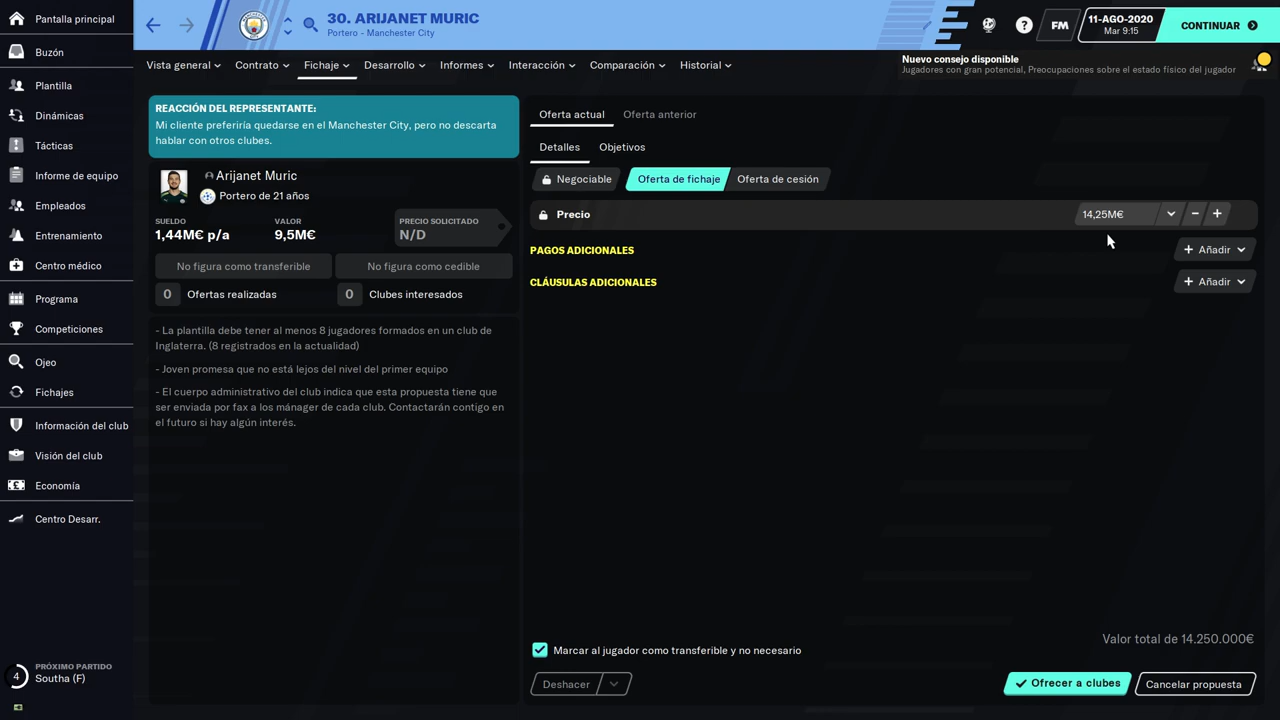 Pantalla principal
Buzón
Plantilla
Dinámicas
Tácticas
Informe de equipo
Empleados
Entrenamiento
Centro médico
Programa
Competiciones
Ojeo
Fichajes
Información del club
Visión del club
Economía
Centro Desarr.
4
PRÓXIMO PARTIDO
Southa (F)
30. ARIJANET MURIC
Portero - Manchester City
?
FM
11-AGO-2020
Mar 9:15
CONTINUAR
Vista general
Contrato
Fichaje
Desarrollo
Informes
Interacción
Comparación
Historial
Nuevo consejo disponible
Jugadores con gran potencial, Preocupaciones sobre el estado físico del jugador
REACCIÓN DEL REPRESENTANTE:
Mi cliente preferiría quedarse en el Manchester City, pero no descarta
hablar con otros clubes.
Arijanet Muric
Portero de 21 años
SUELDO
1,44M€ p/a
VALOR
9,5M€
PRECIO SOLICITADO
N/D
No figura como transferible
No figura como cedible
0 Ofertas realizadas
0 Clubes interesados
- La plantilla debe tener al menos 8 jugadores formados en un club de
Inglaterra. (8 registrados en la actualidad)
- Joven promesa que no está lejos del nivel del primer equipo
- El cuerpo administrativo del club indica que esta propuesta tiene que
ser enviada por fax a los mánager de cada club. Contactarán contigo en
el futuro si hay algún interés.
Oferta actual
Oferta anterior
Detalles
Objetivos
Negociable
Oferta de fichaje
Oferta de cesión
Precio
14,25M€
PAGOS ADICIONALES
+ Añadir
CLÁUSULAS ADICIONALES
+ Añadir
Valor total de 14.250.000€
Marcar al jugador como transferible y no necesario
Deshacer
Ofrecer a clubes
Cancelar propuesta